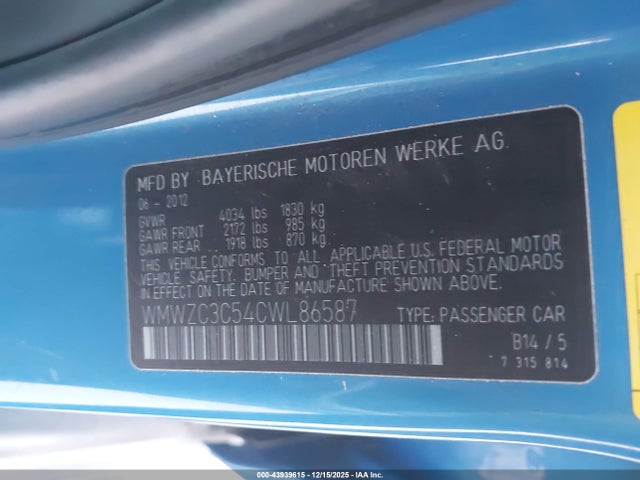 MFD BY BAYERISCHE MOTOREN WERKE AG.
06 - 2012
GVWR 4034 lbs 1830 kg
GAWR FRONT 2172 lbs 985 kg
GAWR REAR 1918 lbs 870 kg
THIS VEHICLE CONFORMS TO ALL APPLICABLE U.S. FEDERAL MOTOR
VEHICLE SAFETY, BUMPER AND THEFT PREVENTION STANDARDS
IN EFFECT ON THE DATE OF MANUFACTURE SHOWN ABOVE.
WMWZC3C54CWL86587 TYPE: PASSENGER CAR
B14 / 5
7 315 814
000-43939615 - 12/15/2025 - IAA Inc.